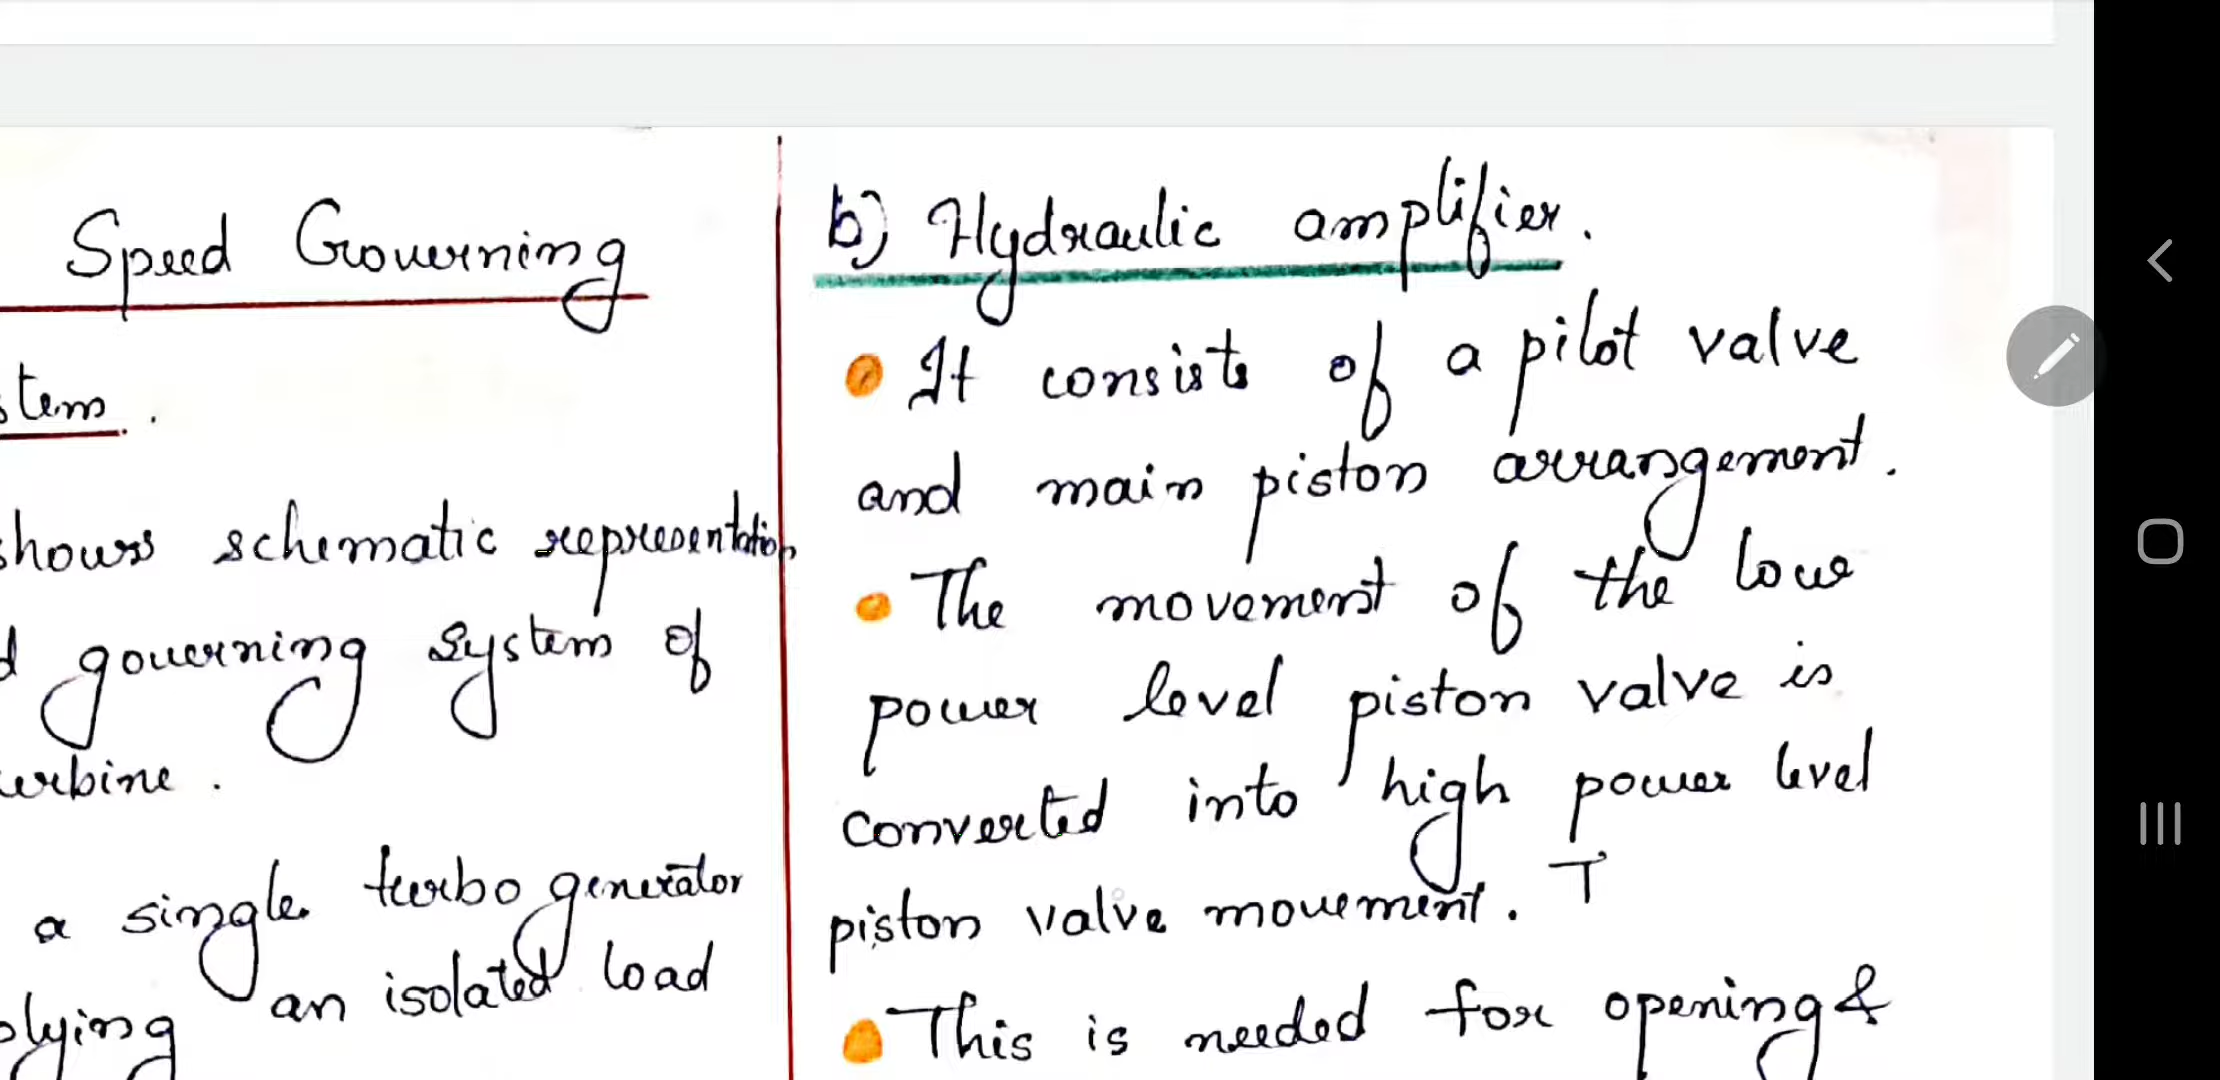 Speed Governing
stem.
shows schematic representation
d governing system of
urbine.
a single turbo generator
plying an isolated load
b) Hydraulic amplifier.
It consists of a pilot valve
and main piston arrangement.
The movement of the low
power level piston valve is
converted into high power level
piston valve movement. T
This is needed for opening &